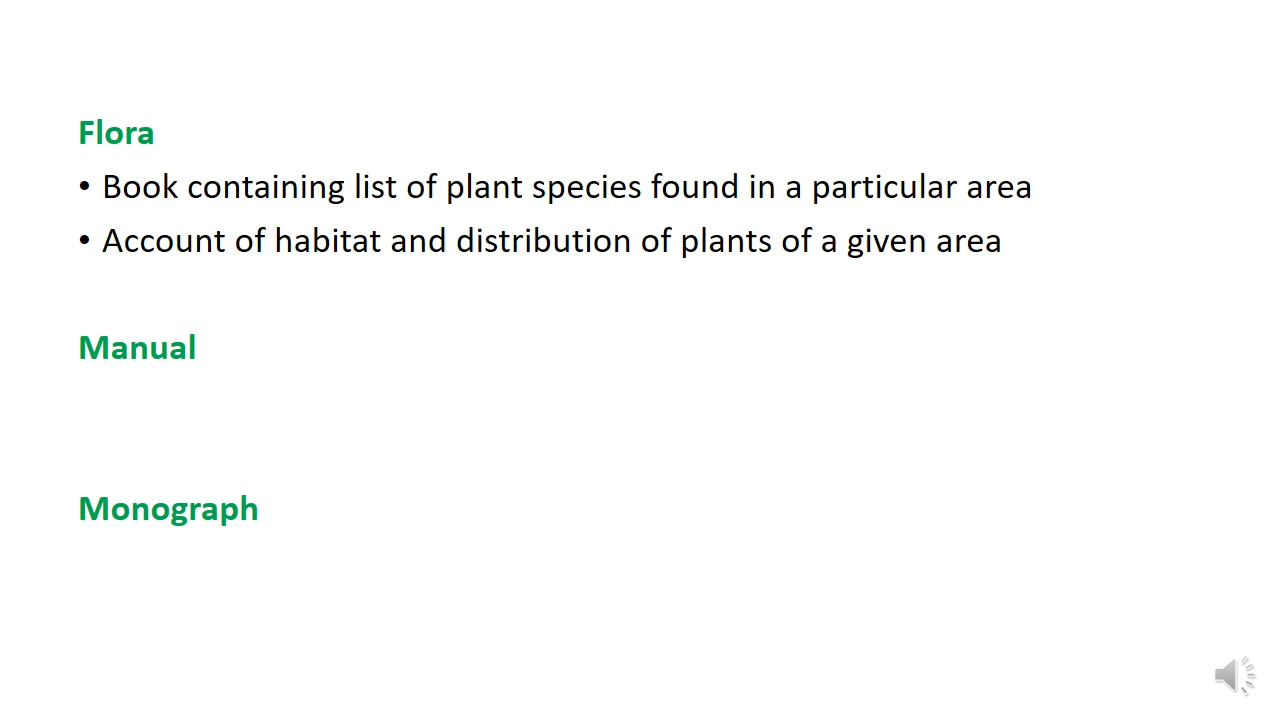 Flora
• Book containing list of plant species found in a particular area
• Account of habitat and distribution of plants of a given area
Manual
Monograph